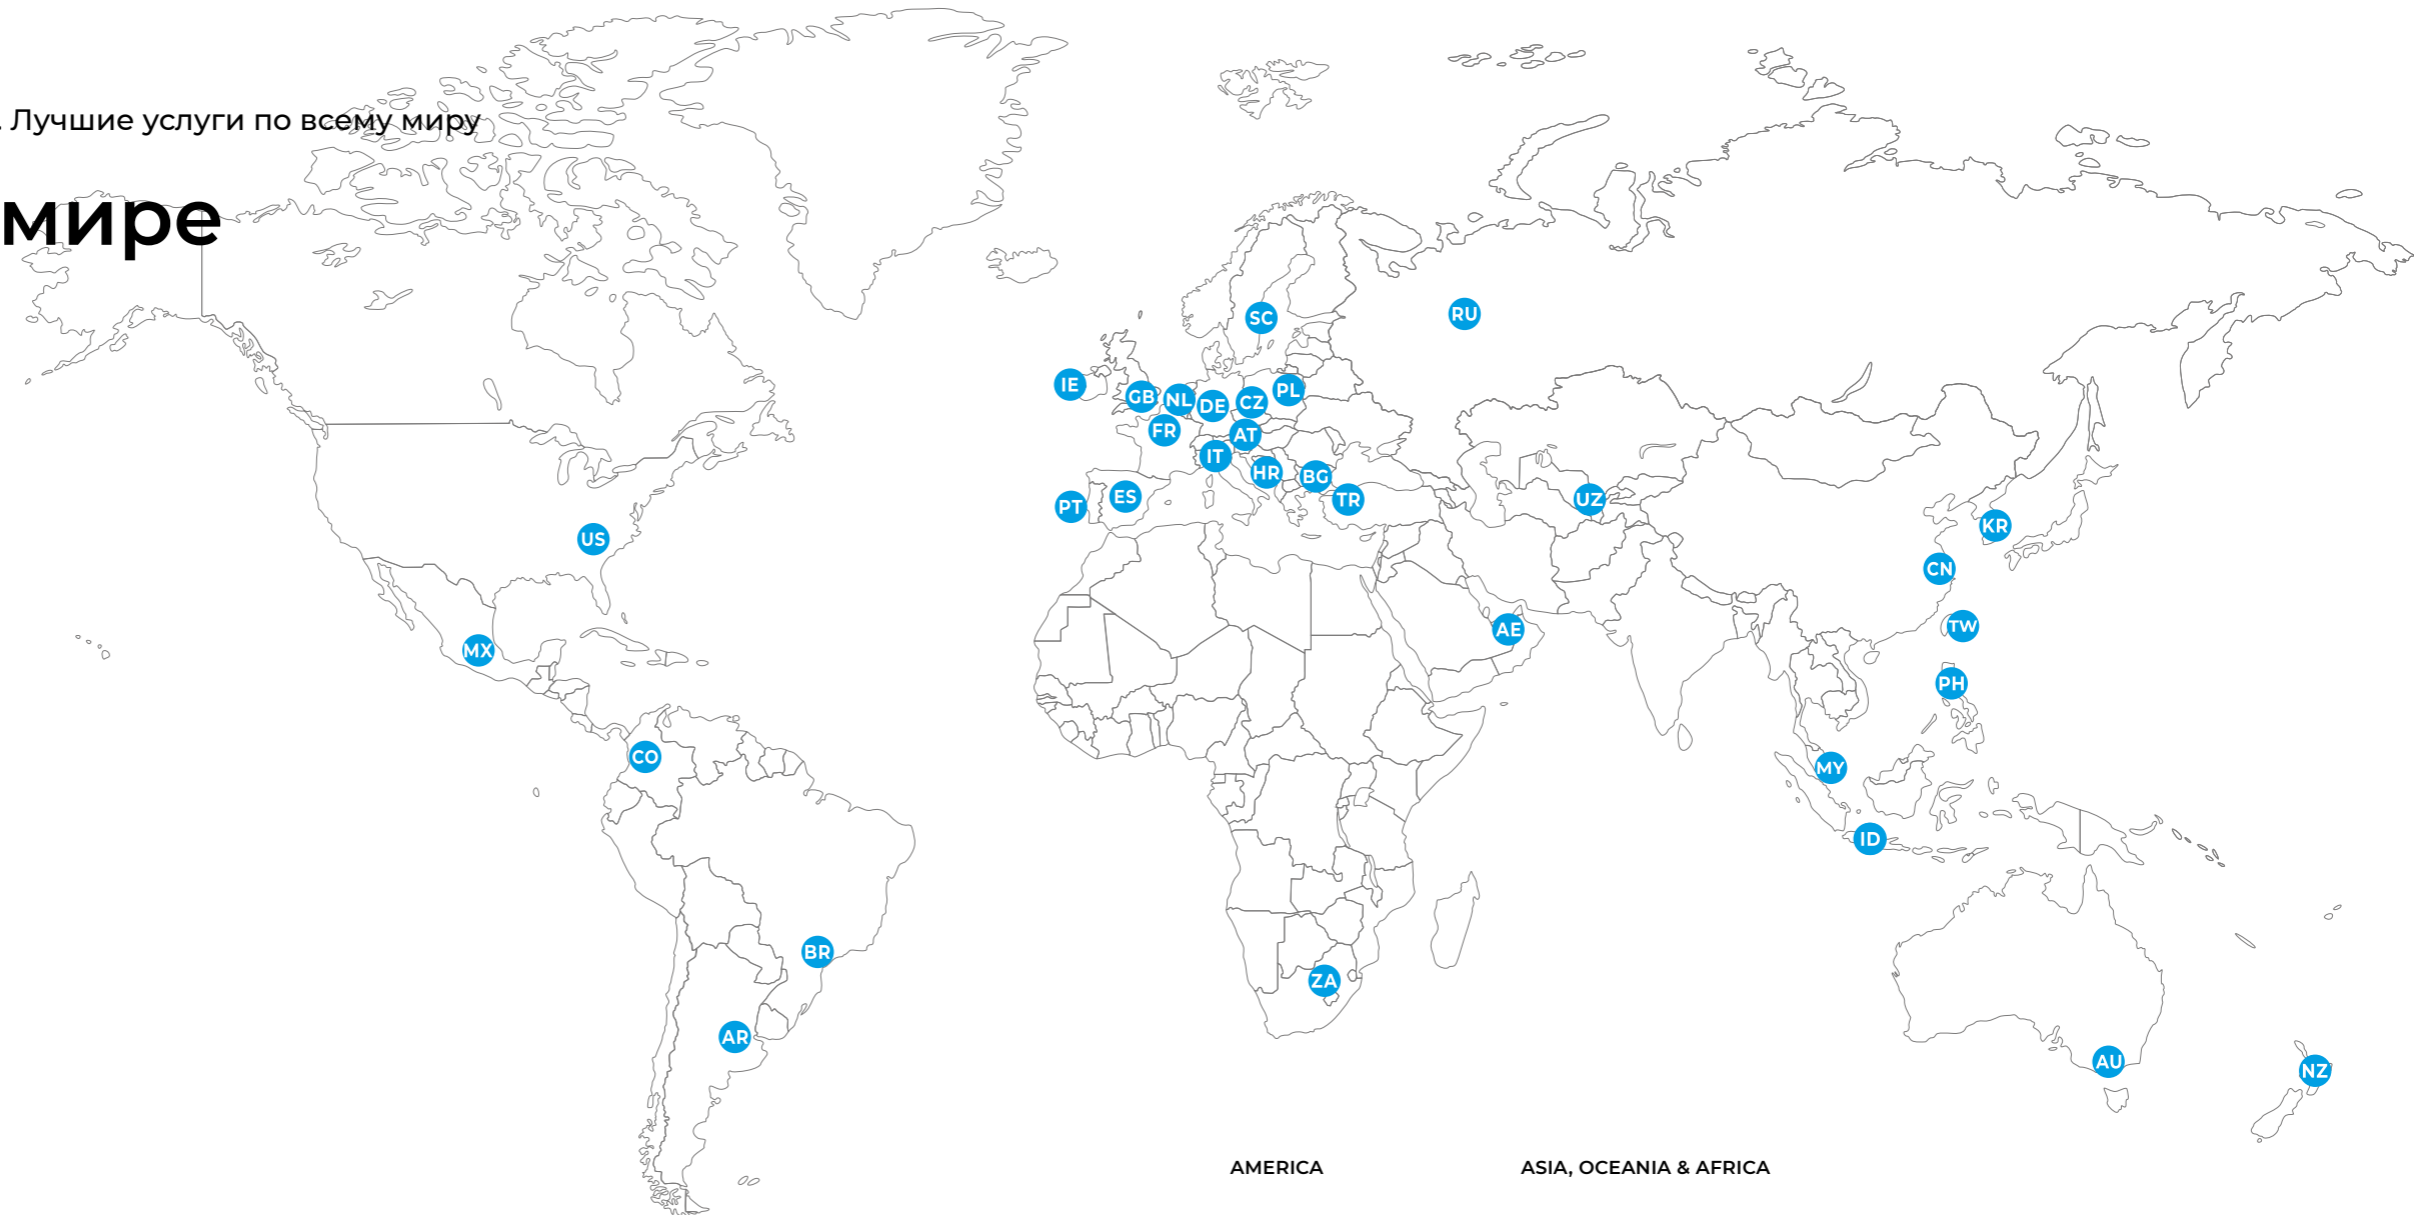 . Лучшие услуги по всему миру
мире
RU
SC
IE
GB
NL
DE
CZ
PL
FR
AT
IT
HR
BG
PT
ES
TR
UZ
US
KR
CN
AE
TW
MX
PH
CO
MY
ID
BR
ZA
AR
AU
NZ
AMERICA
ASIA, OCEANIA & AFRICA